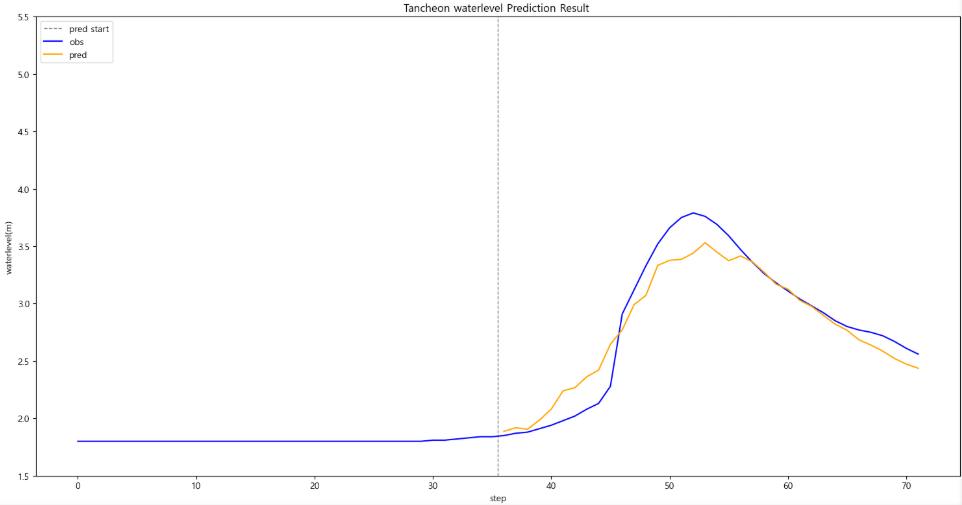 Tancheon waterlevel Prediction Result
pred start
obs
pred
waterlevel(m)
5.5
5.0
4.5
4.0
3.5
3.0
2.5
2.0
1.5
0 10 20 30 40 50 60 70
step